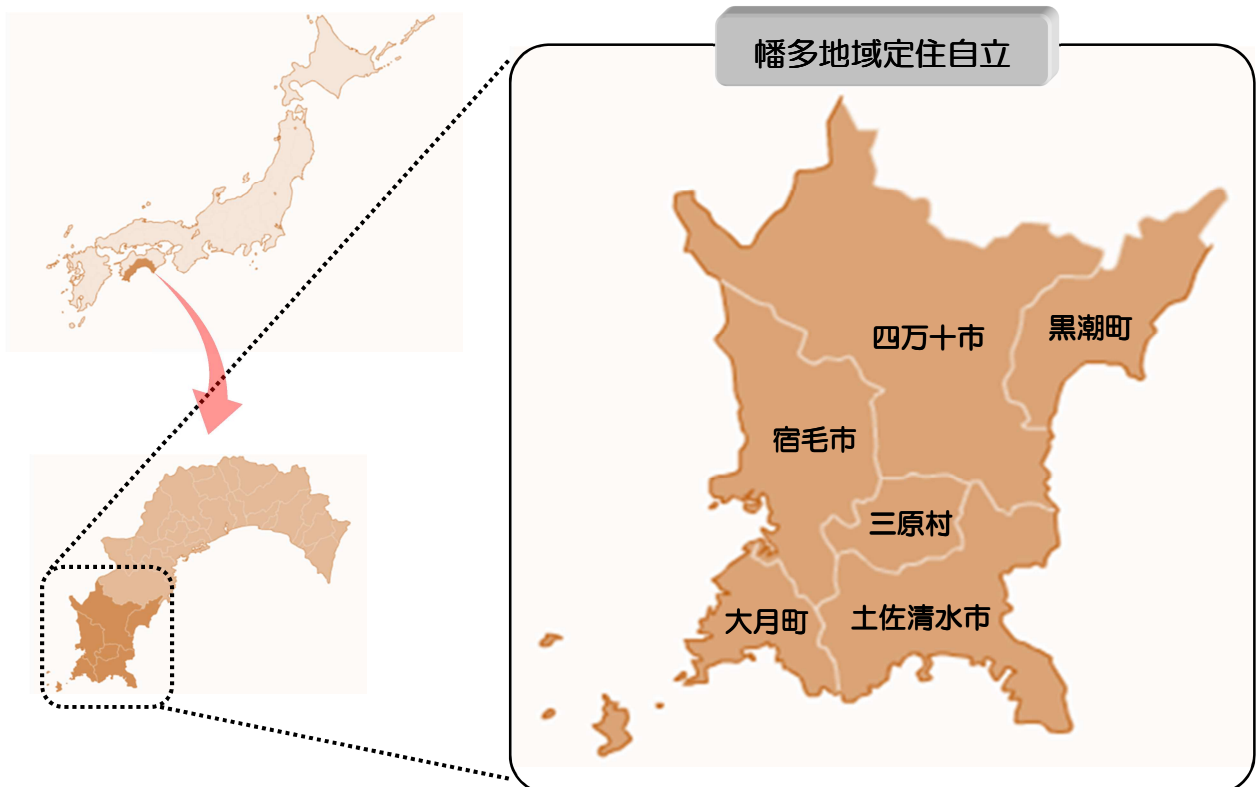 幡多地域定住自立
四万十市
黒潮町
宿毛市
三原村
大月町
土佐清水市